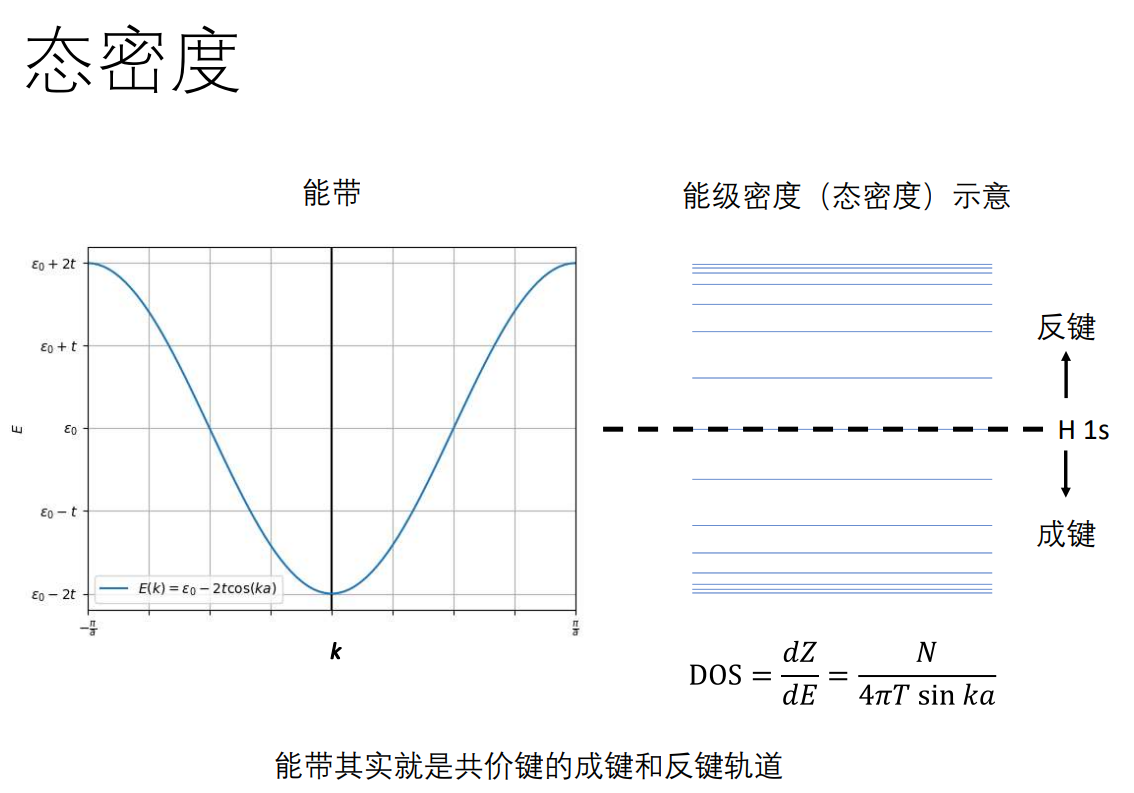 态密度
能带
能级密度（态密度）示意
ε₀ + 2t
ε₀ + t
ε₀
ε₀ − t
ε₀ − 2t
E
E(k) = ε₀ − 2tcos(ka)
−π/a
π/a
k
反键
H 1s
成键
DOS = dZ/dE = N/(4πT sin ka)
能带其实就是共价键的成键和反键轨道